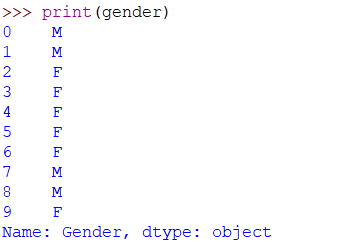 >>> print(gender)
0    M
1    M
2    F
3    F
4    F
5    F
6    F
7    M
8    M
9    F
Name: Gender, dtype: object